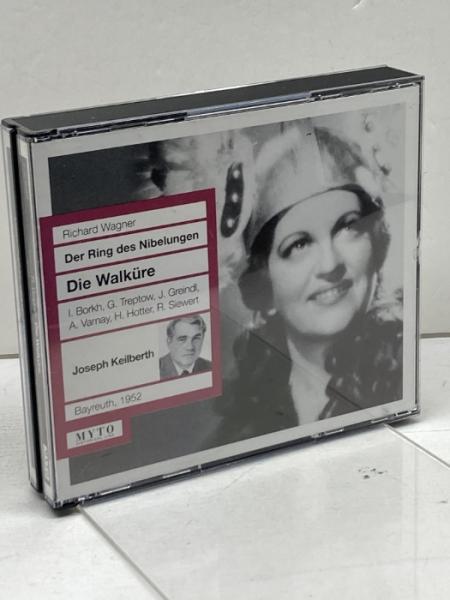 Richard Wagner
Der Ring des Nibelungen
Die Walküre
I. Borkh, G. Treptow, J. Greindl,
A. Varnay, H. Hotter, R. Siewert
Joseph Keilberth
Bayreuth, 1952
MYTO